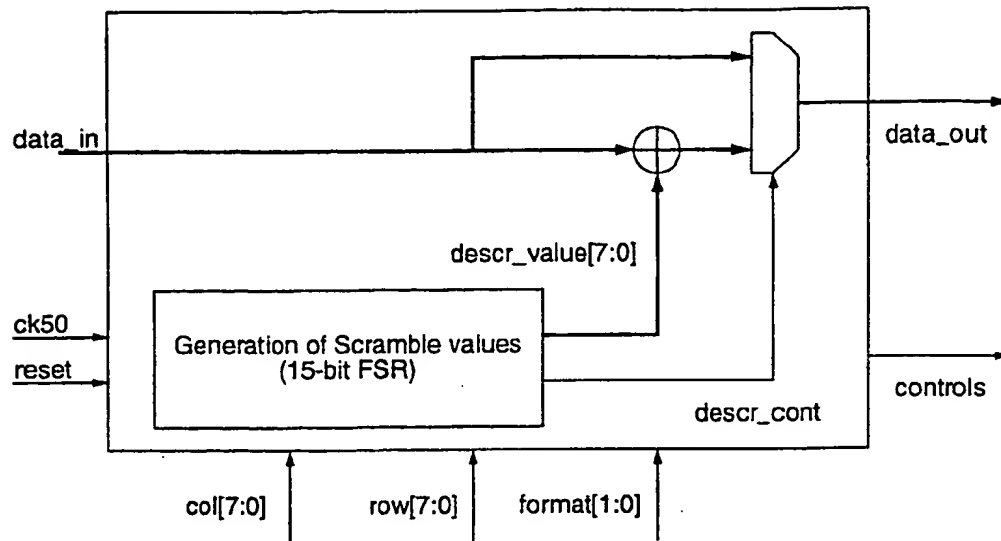 data_in
data_out
descr_value[7:0]
ck50
reset
Generation of Scramble values
(15-bit FSR)
descr_cont
controls
col[7:0]
row[7:0]
format[1:0]